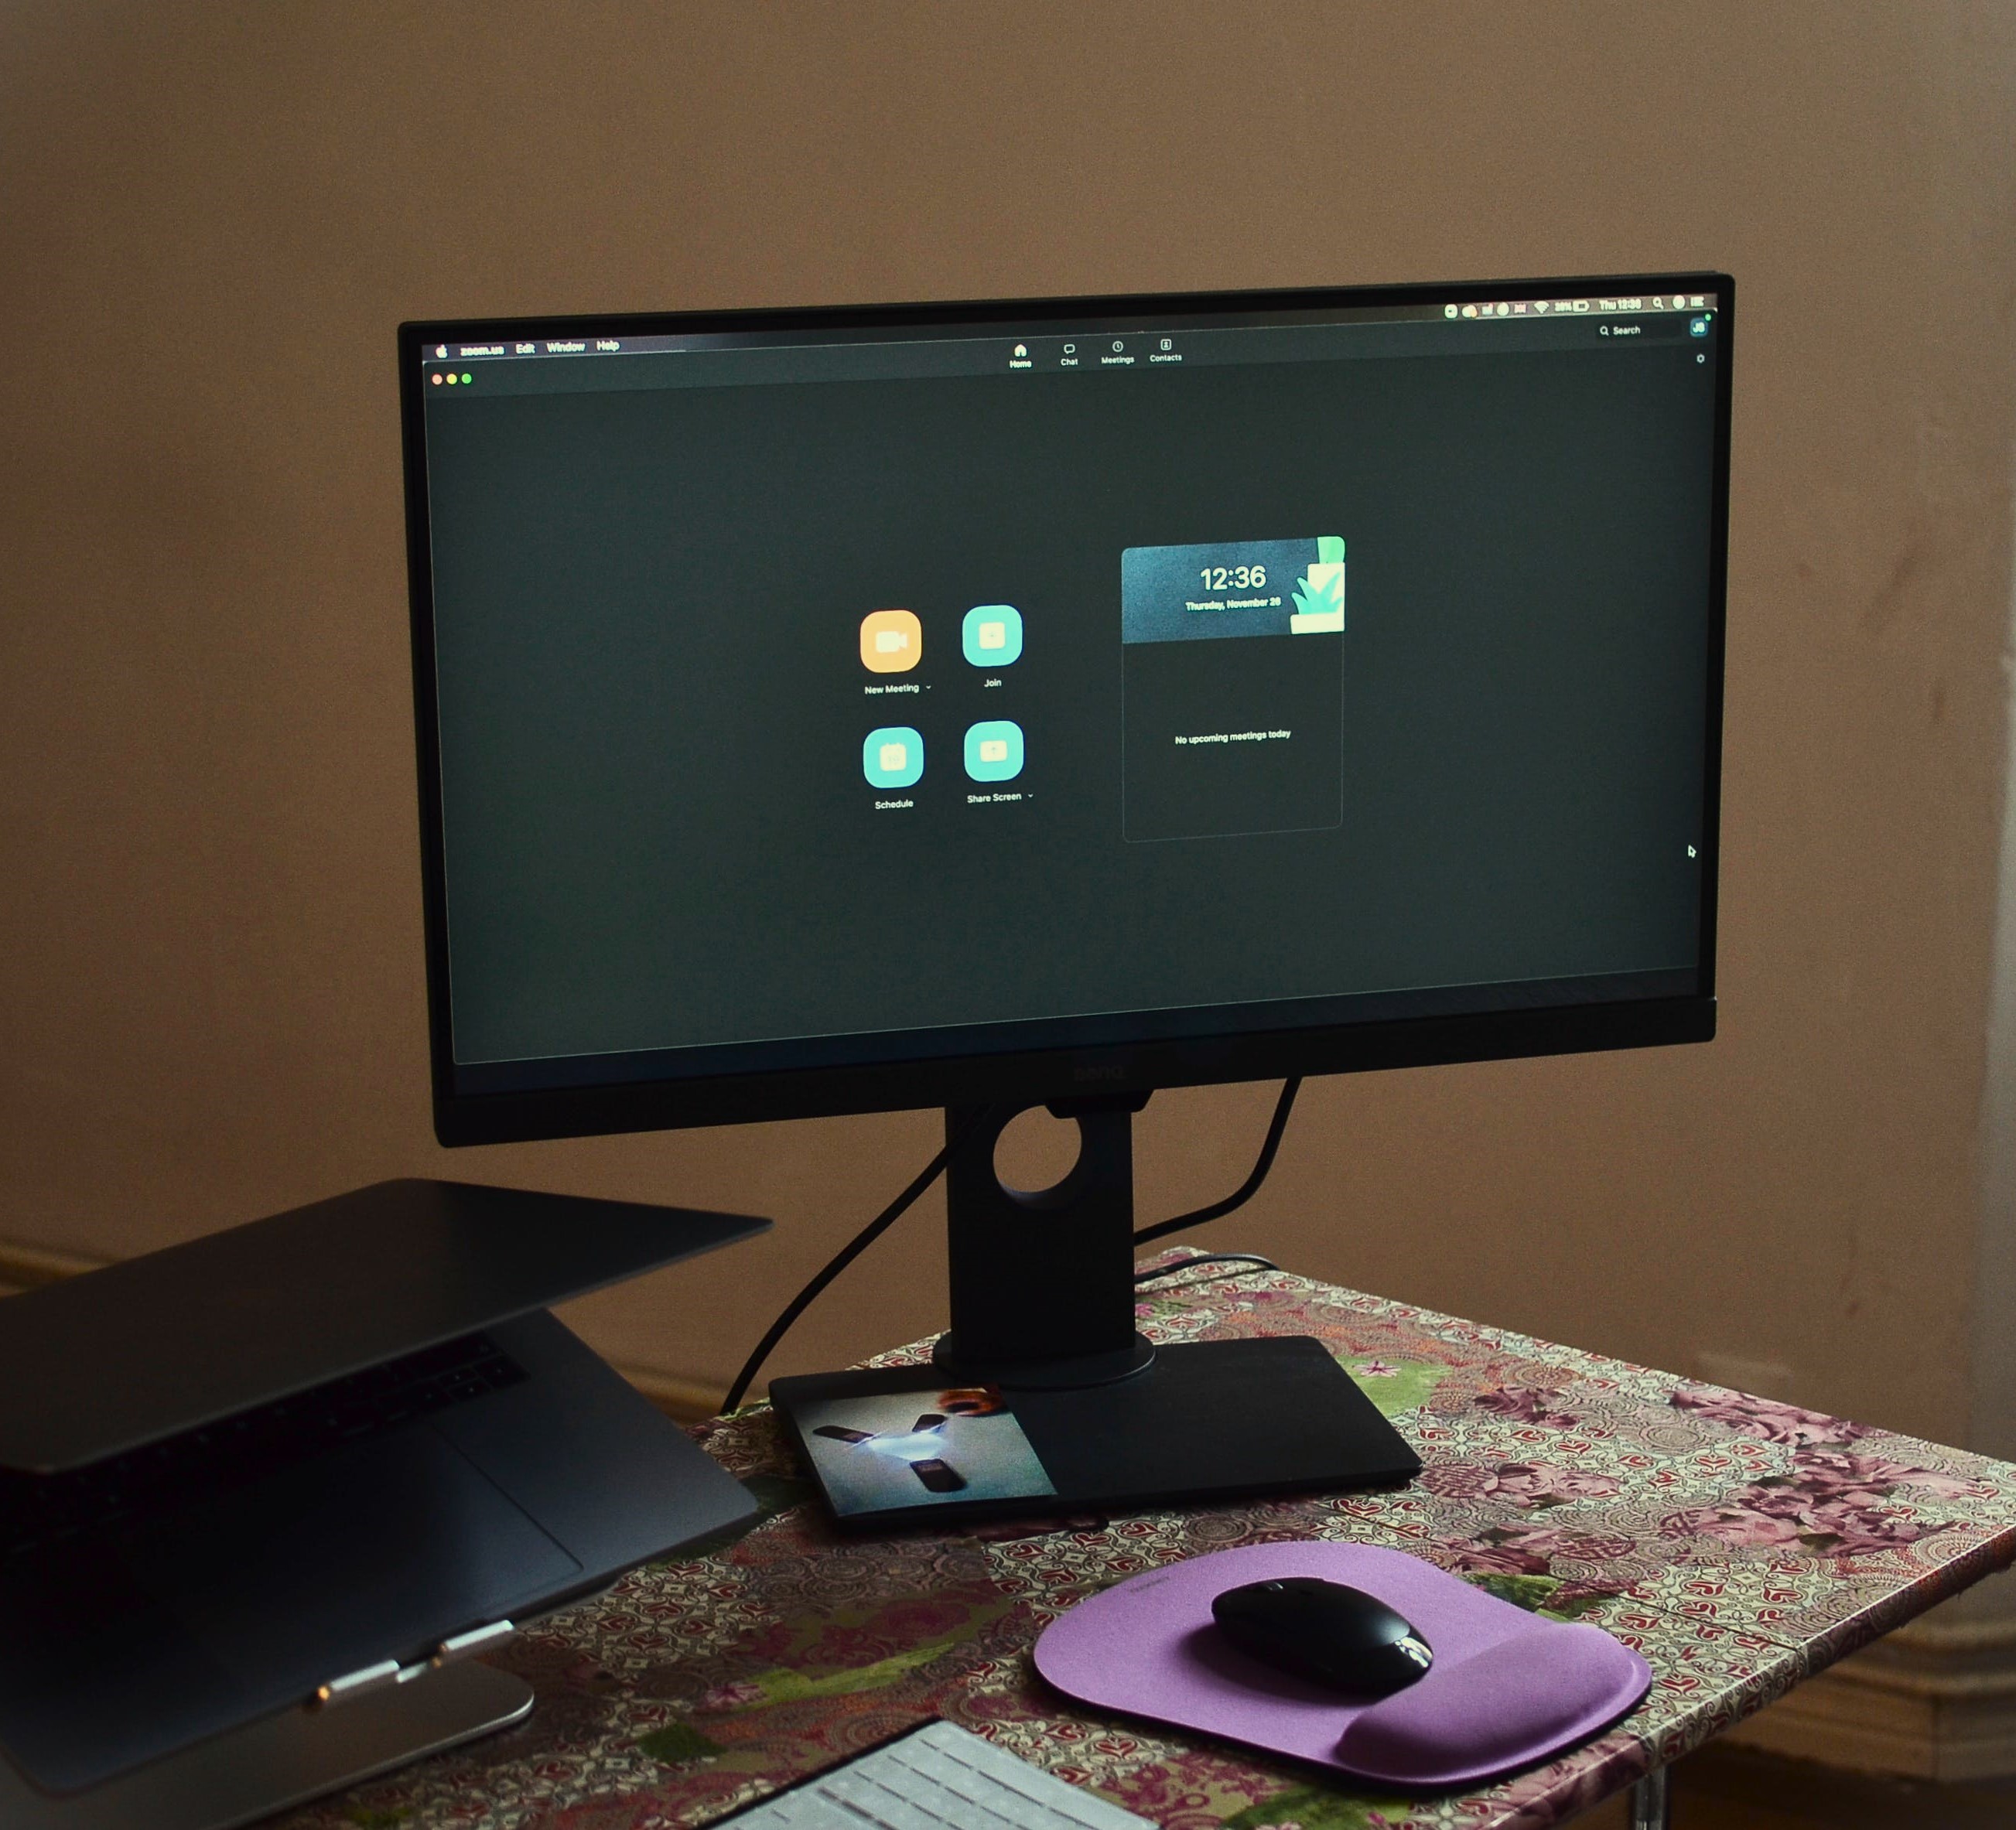 zoom.us Edit Window Help
Thu 12:36
Home Chat Meetings Contacts
Search
JS
12:36
Thursday, November 26
New Meeting
Join
No upcoming meetings today
Schedule
Share Screen
BenQ